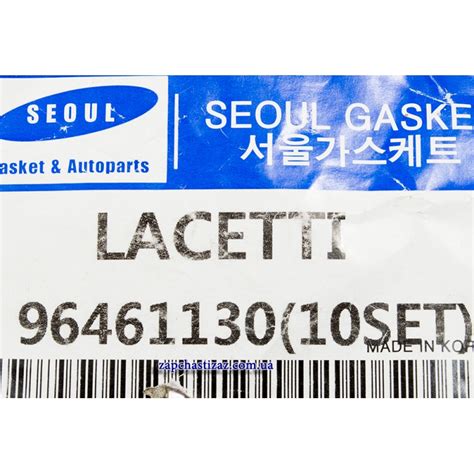 SEOUL
asket & Autoparts
SEOUL GASKE
서울가스케트
LACETTI
96461130(10SET)
MADE IN KOR
zapchastizaz.com.ua